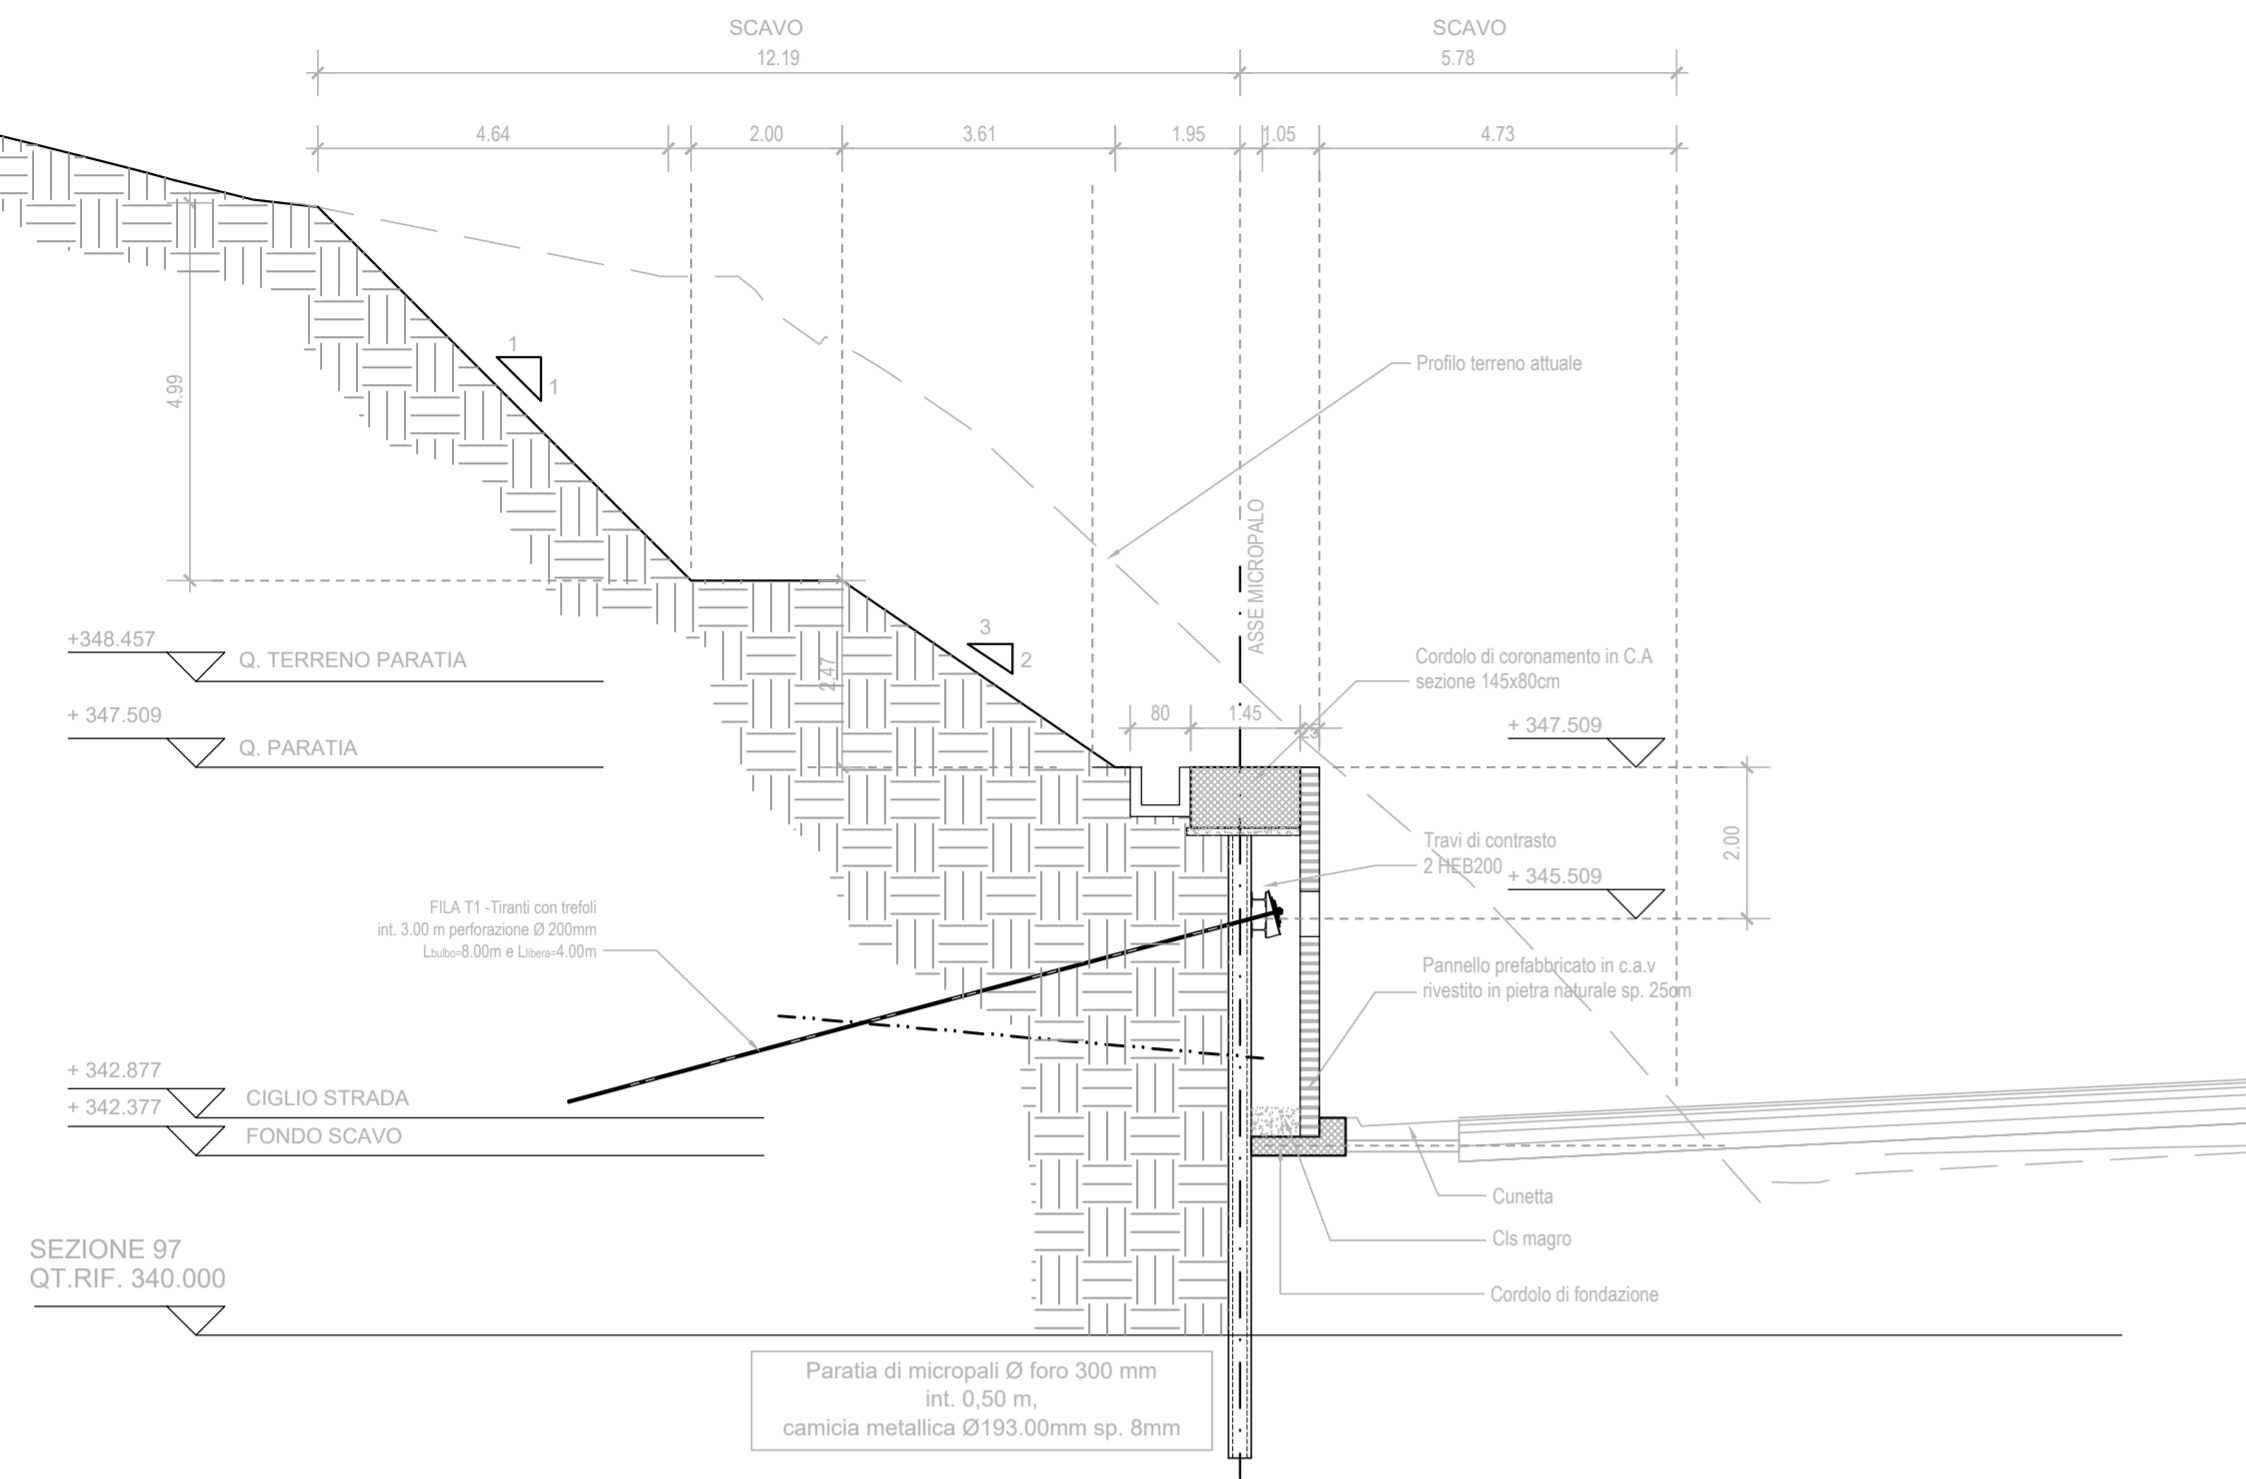 SCAVO
12.19
SCAVO
5.78
4.64
2.00
3.61
1.95
1.05
4.73
4.99
1
1
Profilo terreno attuale
ASSE MICROPALO
3
2
2.47
+348.457
Q. TERRENO PARATIA
+ 347.509
Q. PARATIA
Cordolo di coronamento in C.A
sezione 145x80cm
80
1.45
25
+ 347.509
2.00
Travi di contrasto
2 HEB200
+ 345.509
FILA T1 -Tiranti con trefoli
int. 3.00 m perforazione Ø 200mm
Lbulbo=8.00m e Llibera=4.00m
Pannello prefabbricato in c.a.v
rivestito in pietra naturale sp. 25cm
+ 342.877
CIGLIO STRADA
+ 342.377
FONDO SCAVO
Cunetta
Cls magro
Cordolo di fondazione
SEZIONE 97
QT.RIF. 340.000
Paratia di micropali Ø foro 300 mm
int. 0,50 m,
camicia metallica Ø193.00mm sp. 8mm